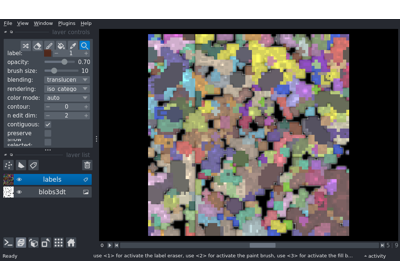 File View Window Plugins Help
layer controls
label: 1
opacity: 0.70
brush size: 10
blending: translucen
rendering: iso_catego
color mode: auto
contour: 0
n edit dim: 2
contiguous:
preserve
selected:
layer list
labels
blobs3dt
Ready
use <1> for activate the label eraser, use <2> for activate the paint brush, use <3> for activate the fill b...
activity